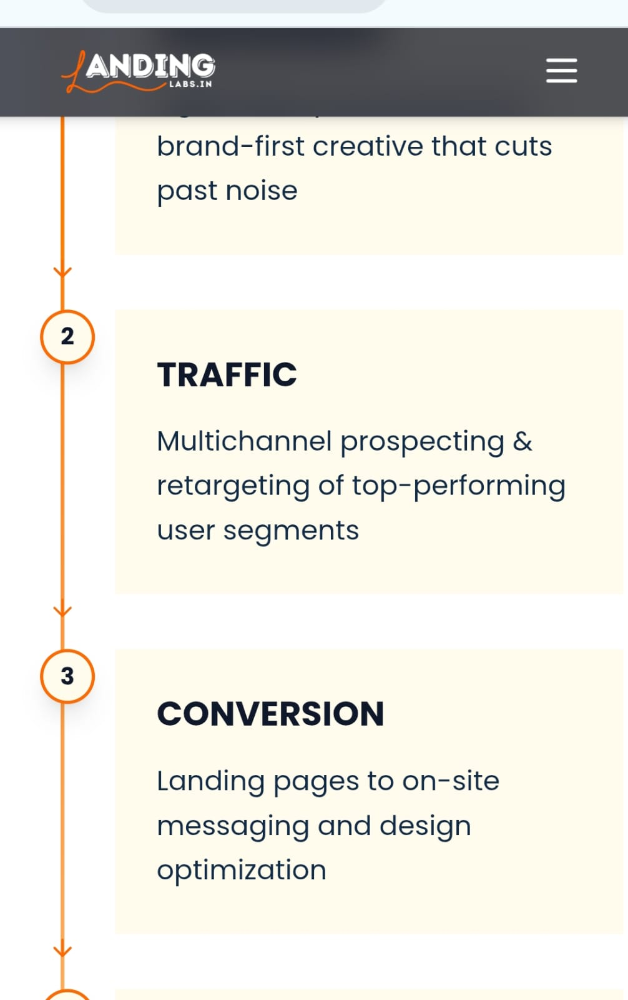 LANDING
LABS.IN
brand-first creative that cuts
past noise
2
TRAFFIC
Multichannel prospecting &
retargeting of top-performing
user segments
3
CONVERSION
Landing pages to on-site
messaging and design
optimization